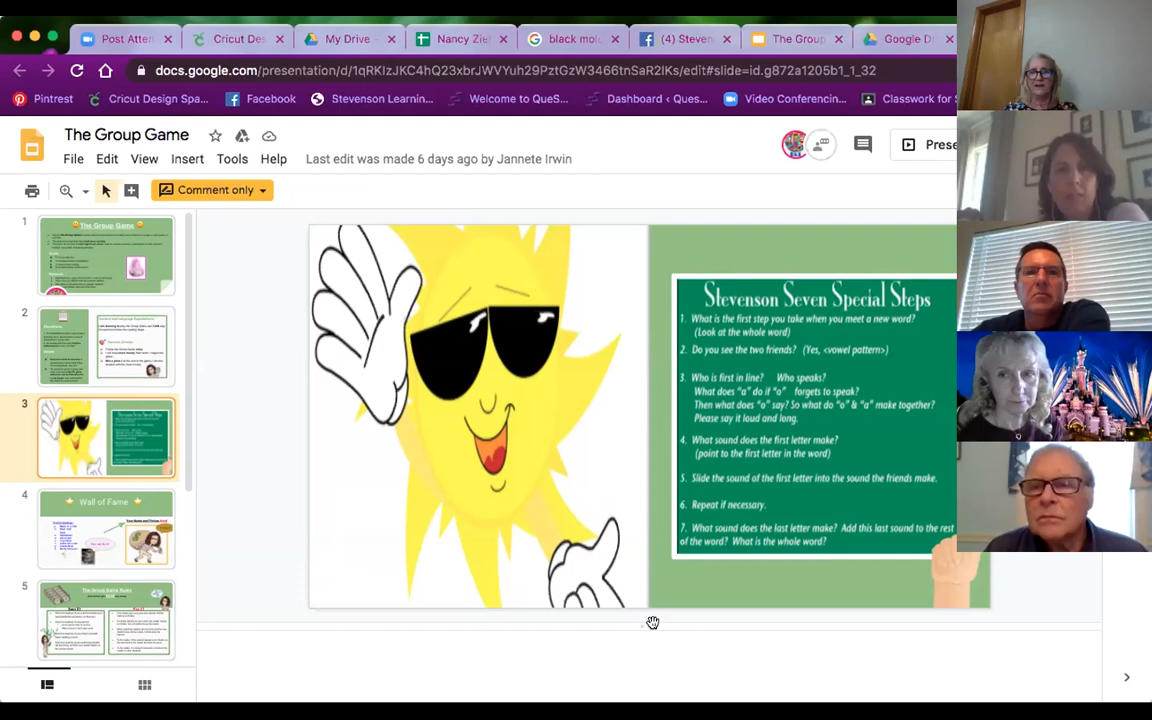 Post Atten
Cricut Des
My Drive -
Nancy Zie
black mol
(4) Steven
The Group
Google D
docs.google.com/presentation/d/1qRKIzJKC4hQ23xbrJWVYuh29PztGzW3466tnSaR2lKs/edit#slide=id.g872a1205b1_1_32
Pintrest
Cricut Design Spa...
Facebook
Stevenson Learnin...
Welcome to QueS...
Dashboard ‹ Ques...
Video Conferencin...
Classwork for S
The Group Game
File Edit View Insert Tools Help
Last edit was made 6 days ago by Jannete Irwin
Prese
Comment only
1
The Group Game
2
3
4
Wall of Fame
5
The Group Game Rules
Stevenson Seven Special Steps
1. What is the first step you take when you meet a new word?
(Look at the whole word)
2. Do you see the two friends? (Yes, <vowel pattern>)
3. Who is first in line? Who speaks?
What does "a" do if "o" forgets to speak?
Then what does "o" say? So what do "o" & "a" make together?
Please say it loud and long.
4. What sound does the first letter make?
(point to the first letter in the word)
5. Slide the sound of the first letter into the sound the friends make.
6. Repeat if necessary.
7. What sound does the last letter make? Add this last sound to the rest
of the word? What is the whole word?